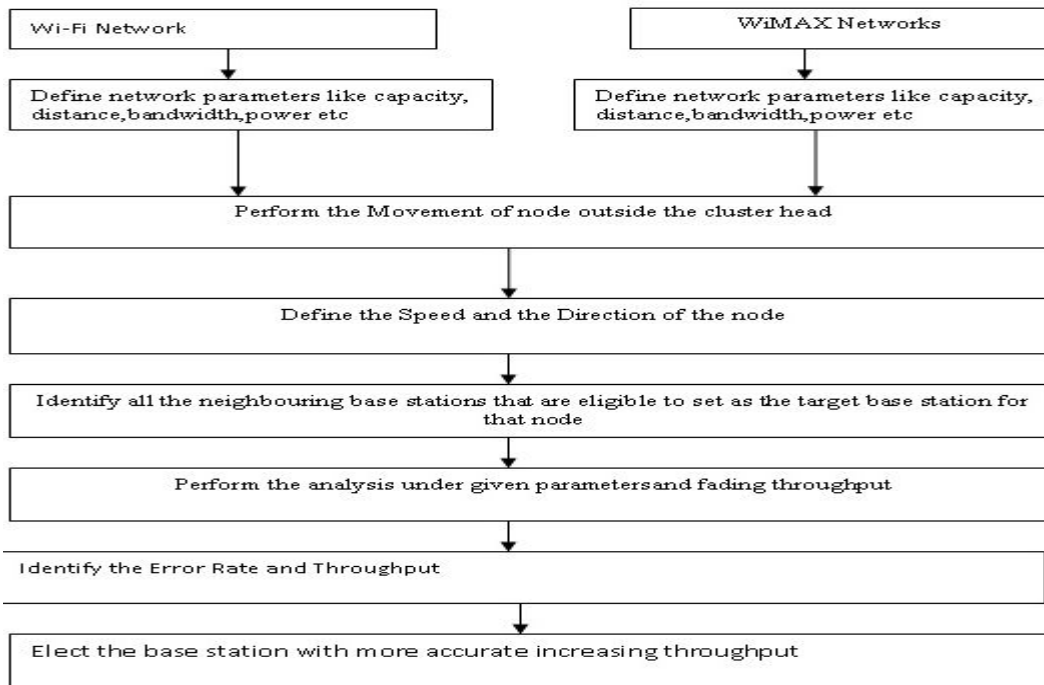 Wi-Fi Network
WiMAX Networks
Define network parameters like capacity,
distance,bandwidth,power etc
Define network parameters like capacity,
distance,bandwidth,power etc
Perform the Movement of node outside the cluster head
Define the Speed and the Direction of the node
Identify all the neighbouring base stations that are eligible to set as the target base station for
that node
Perform the analysis under given parametersand fading throughput
Identify the Error Rate and Throughput
Elect the base station with more accurate increasing throughput